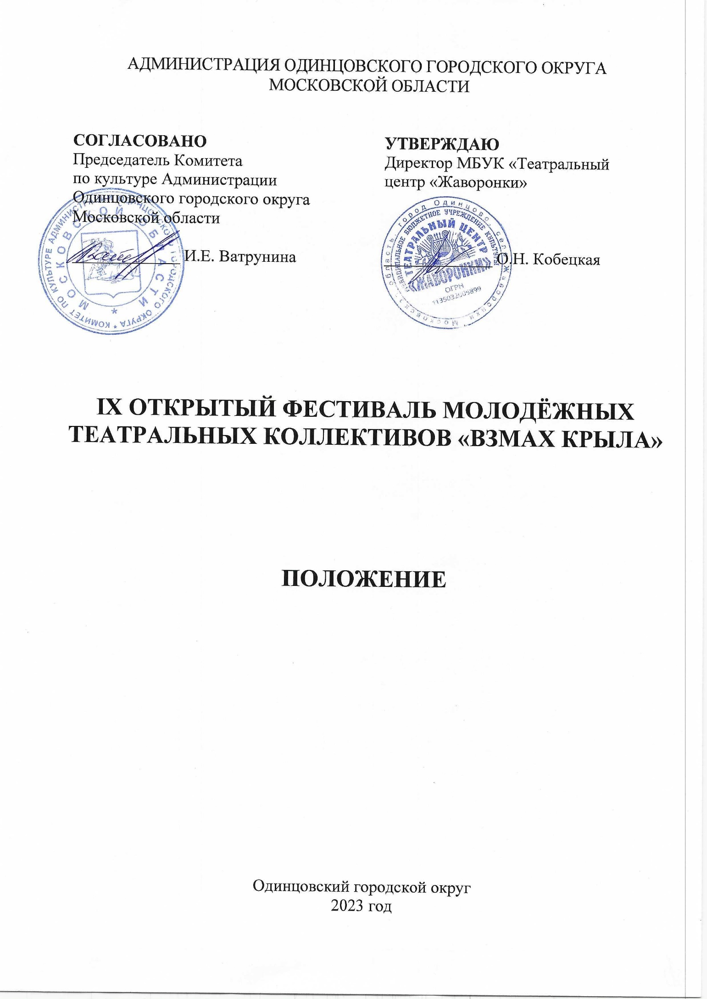 АДМИНИСТРАЦИЯ ОДИНЦОВСКОГО ГОРОДСКОГО ОКРУГА
МОСКОВСКОЙ ОБЛАСТИ
СОГЛАСОВАНО
Председатель Комитета
по культуре Администрации
Одинцовского городского округа
Московской области
И.Е. Ватрунина
КОМИТЕТ ПО КУЛЬТУРЕ АДМИНИСТРАЦИИ ОДИНЦОВСКОГО ГОРОДСКОГО ОКРУГА *
МОСКОВСКОЙ ОБЛАСТИ *
УТВЕРЖДАЮ
Директор МБУК «Театральный
центр «Жаворонки»
О.Н. Кобецкая
Московская область, город Одинцово, село Жаворонки
МУНИЦИПАЛЬНОЕ БЮДЖЕТНОЕ УЧРЕЖДЕНИЕ КУЛЬТУРЫ
ТЕАТРАЛЬНЫЙ ЦЕНТР
«ЖАВОРОНКИ»
ОГРН
1135032005899
IX ОТКРЫТЫЙ ФЕСТИВАЛЬ МОЛОДЁЖНЫХ
ТЕАТРАЛЬНЫХ КОЛЛЕКТИВОВ «ВЗМАХ КРЫЛА»
ПОЛОЖЕНИЕ
Одинцовский городской округ
2023 год